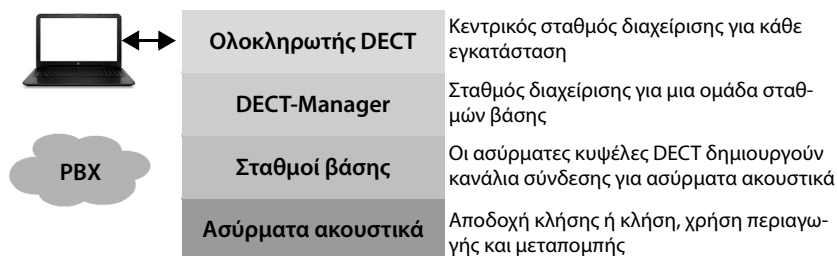 Ολοκληρωτής DECT
Κεντρικός σταθμός διαχείρισης για κάθε
εγκατάσταση
DECT-Manager
Σταθμός διαχείρισης για μια ομάδα σταθ-
μών βάσης
PBX
Σταθμοί βάσης
Οι ασύρματες κυψέλες DECT δημιουργούν
κανάλια σύνδεσης για ασύρματα ακουστικά
Ασύρματα ακουστικά
Αποδοχή κλήσης ή κλήση, χρήση περιαγω-
γής και μεταπομπής